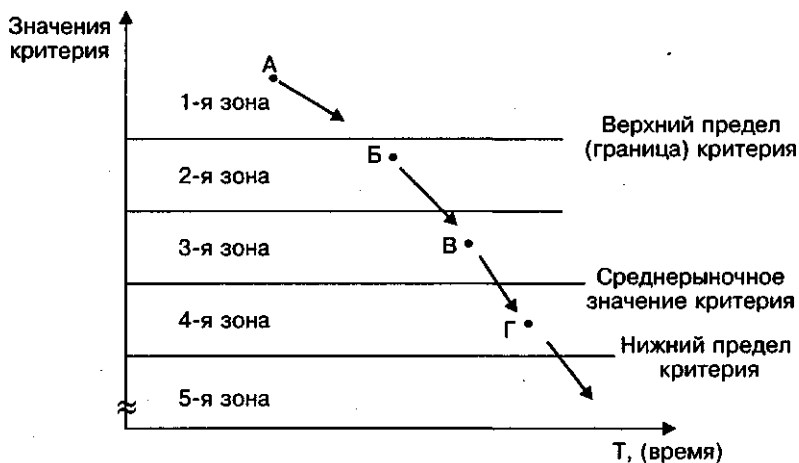 Значения
критерия
А
1-я зона
Верхний предел
(граница) критерия
Б
2-я зона
В
3-я зона
Среднерыночное
значение критерия
4-я зона
Г
Нижний предел
критерия
5-я зона
Т, (время)